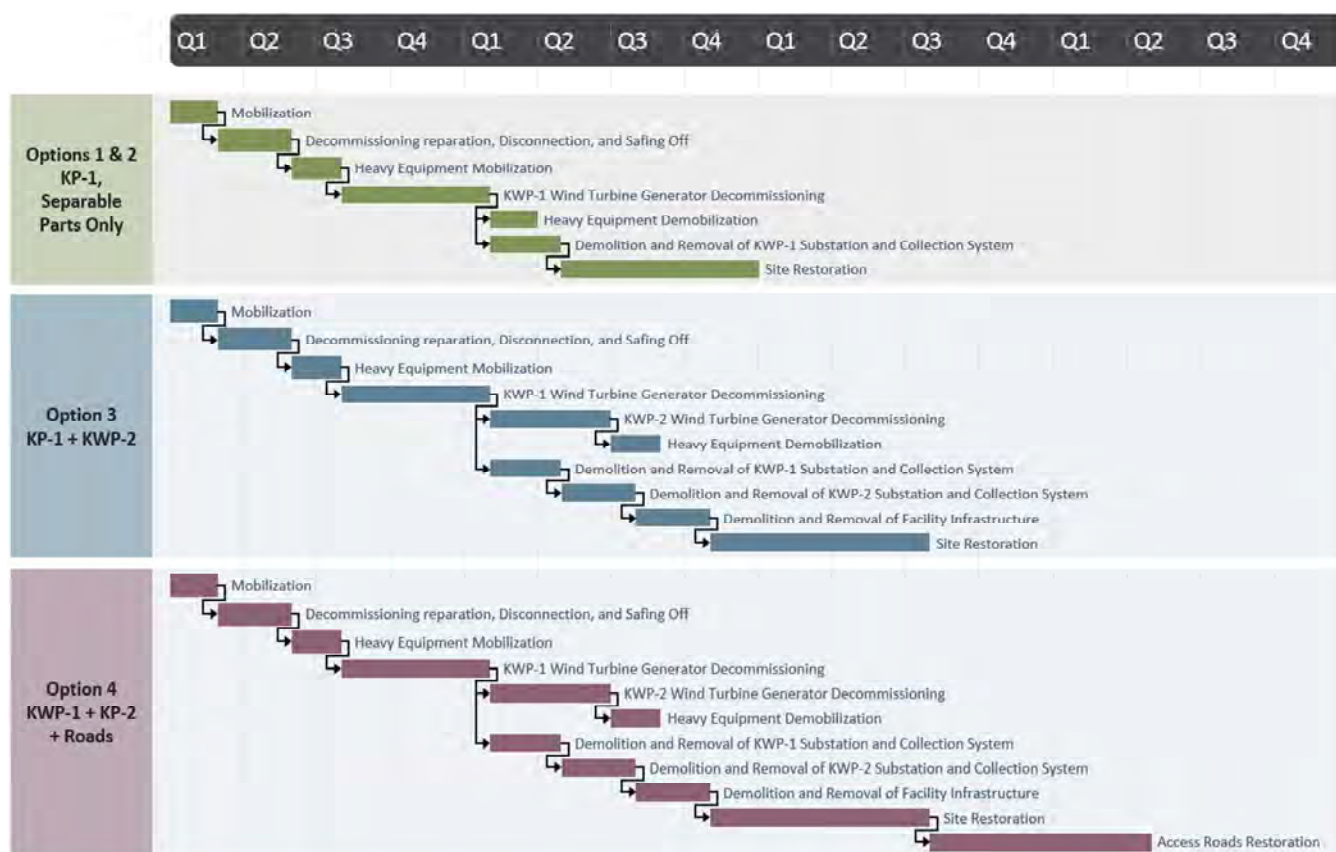 Q1 Q2 Q3 Q4 Q1 Q2 Q3 Q4 Q1 Q2 Q3 Q4 Q1 Q2 Q3 Q4
Options 1 & 2
KP-1,
Separable
Parts Only
Mobilization
Decommissioning reparation, Disconnection, and Safing Off
Heavy Equipment Mobilization
KWP-1 Wind Turbine Generator Decommissioning
Heavy Equipment Demobilization
Demolition and Removal of KWP-1 Substation and Collection System
Site Restoration
Option 3
KP-1 + KWP-2
Mobilization
Decommissioning reparation, Disconnection, and Safing Off
Heavy Equipment Mobilization
KWP-1 Wind Turbine Generator Decommissioning
KWP-2 Wind Turbine Generator Decommissioning
Heavy Equipment Demobilization
Demolition and Removal of KWP-1 Substation and Collection System
Demolition and Removal of KWP-2 Substation and Collection System
Demolition and Removal of Facility Infrastructure
Site Restoration
Option 4
KWP-1 + KP-2
+ Roads
Mobilization
Decommissioning reparation, Disconnection, and Safing Off
Heavy Equipment Mobilization
KWP-1 Wind Turbine Generator Decommissioning
KWP-2 Wind Turbine Generator Decommissioning
Heavy Equipment Demobilization
Demolition and Removal of KWP-1 Substation and Collection System
Demolition and Removal of KWP-2 Substation and Collection System
Demolition and Removal of Facility Infrastructure
Site Restoration
Access Roads Restoration